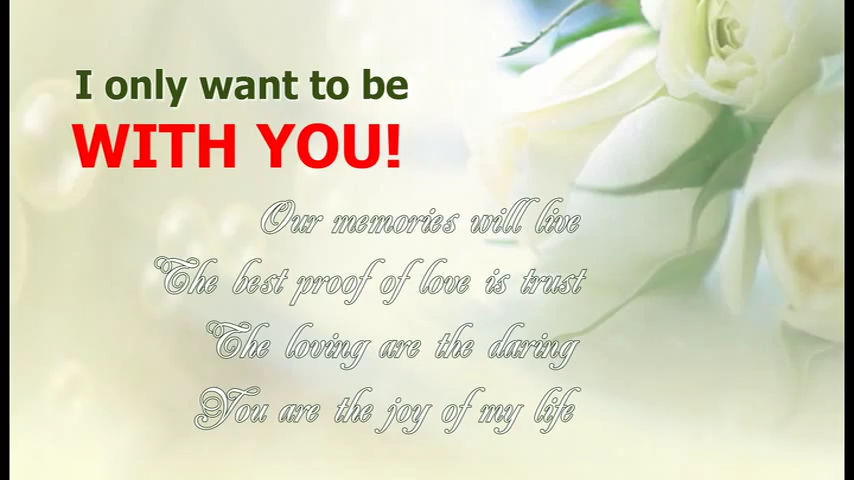 I only want to be
WITH YOU!
Our memories will live
The best proof of love is trust
The loving are the daring
You are the joy of my life